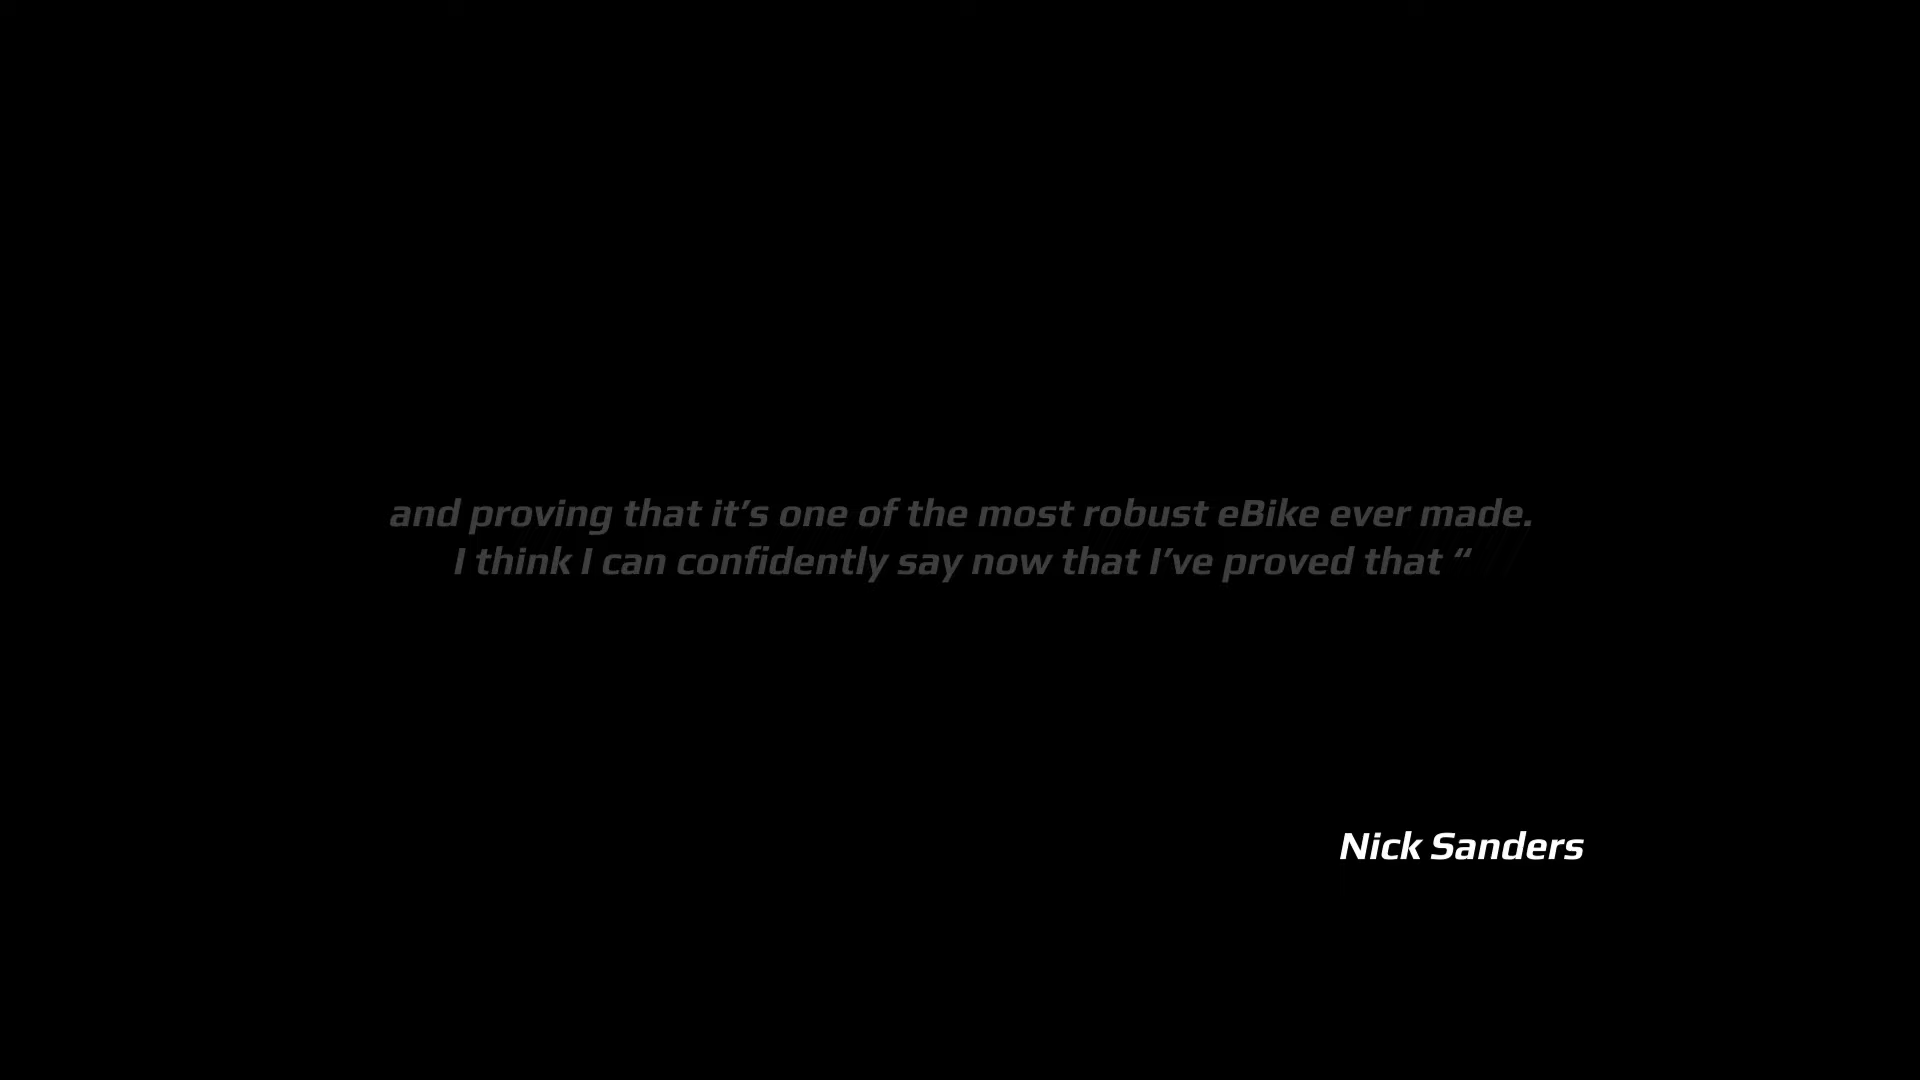 and proving that it’s one of the most robust eBike ever made.
I think I can confidently say now that I’ve proved that “
Nick Sanders